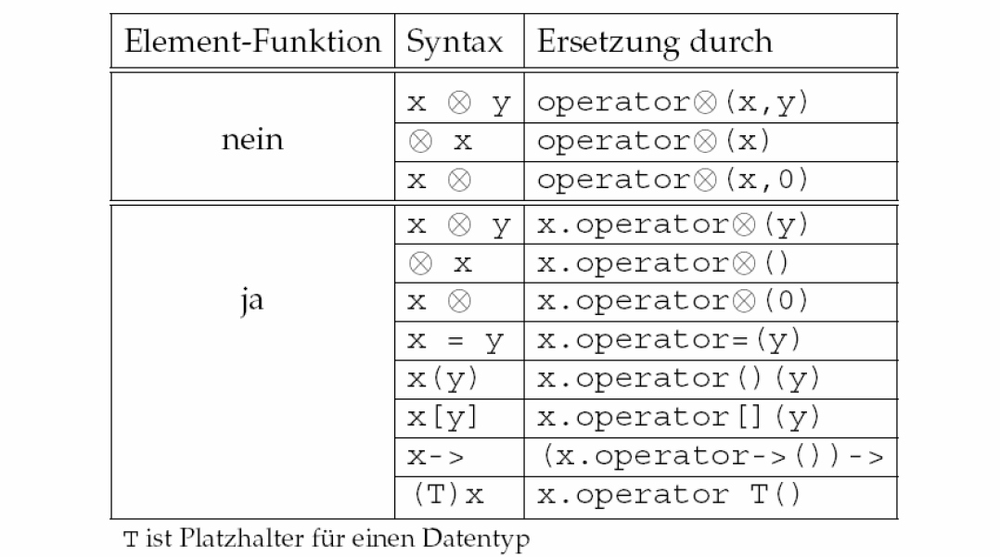 Element-Funktion Syntax Ersetzung durch
x ⊗ y operator⊗(x,y)
nein ⊗ x operator⊗(x)
x ⊗ operator⊗(x,0)
x ⊗ y x.operator⊗(y)
⊗ x x.operator⊗()
ja x ⊗ x.operator⊗(0)
x = y x.operator=(y)
x(y) x.operator()(y)
x[y] x.operator[](y)
x-> (x.operator->())->
(T)x x.operator T()
T ist Platzhalter für einen Datentyp